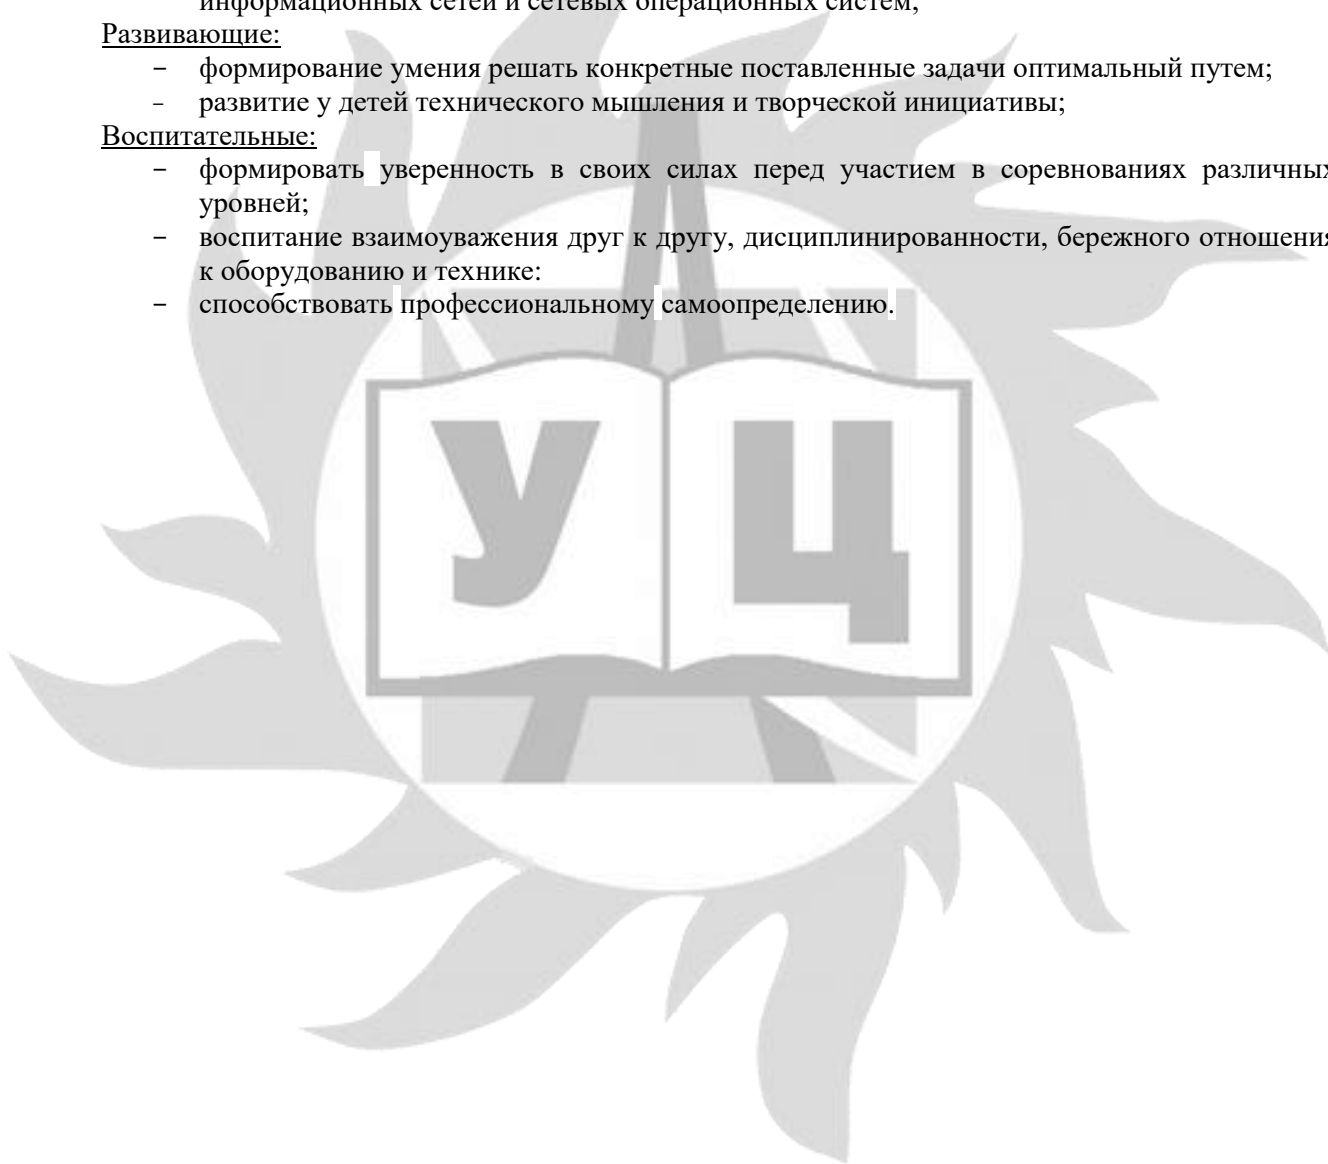 информационных сетей и сетевых операционных систем;
Развивающие:
− формирование умения решать конкретные поставленные задачи оптимальный путем;
− развитие у детей технического мышления и творческой инициативы;
Воспитательные:
− формировать уверенность в своих силах перед участием в соревнованиях различных
уровней;
− воспитание взаимоуважения друг к другу, дисциплинированности, бережного отношения
к оборудованию и технике:
− способствовать профессиональному самоопределению.
УЦ